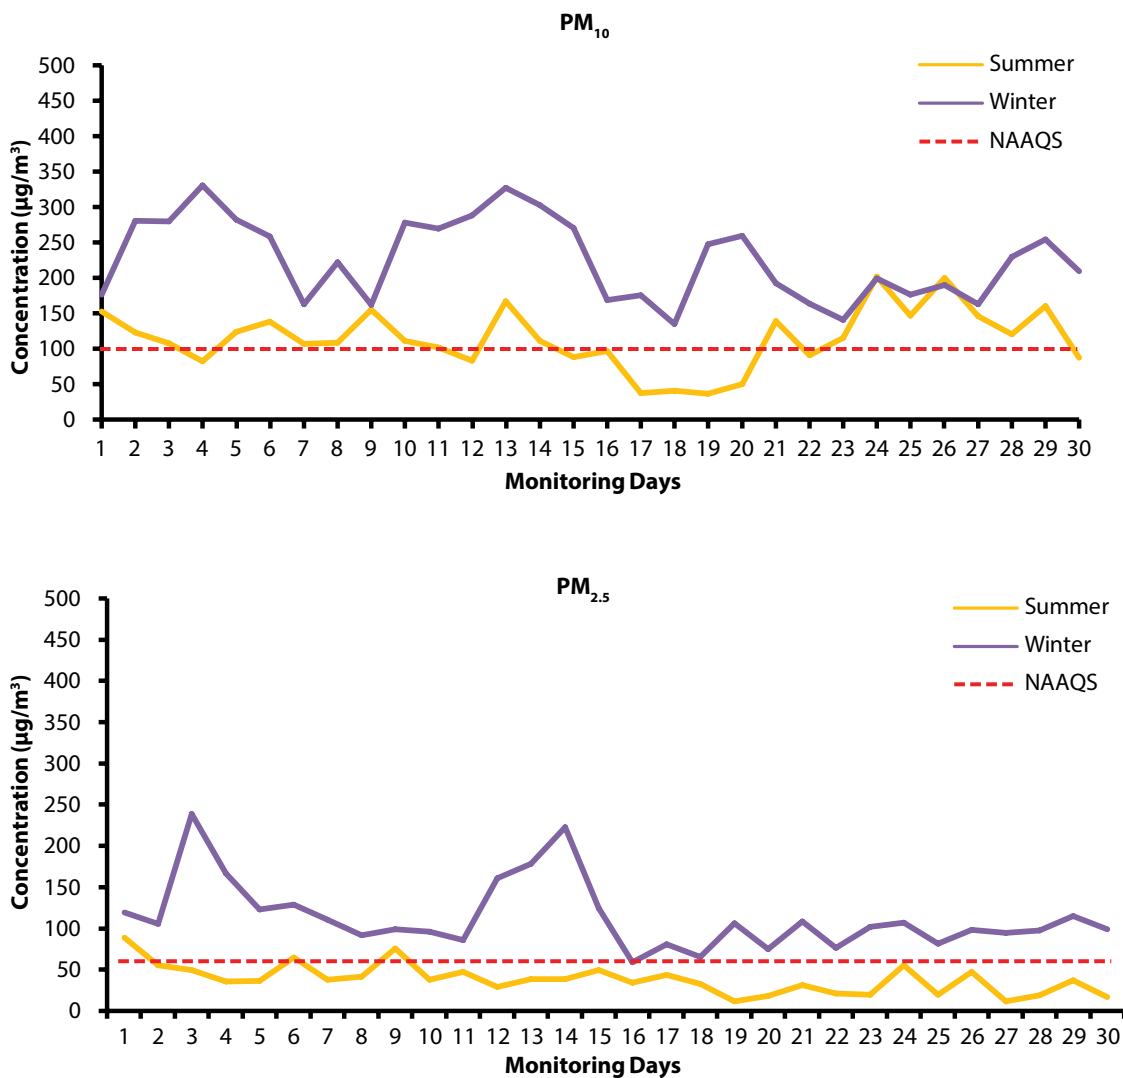 PM10
500
450
400
350
300
250
200
150
100
50
0
Concentration (µg/m³)
Summer
Winter
NAAQS
1 2 3 4 5 6 7 8 9 10 11 12 13 14 15 16 17 18 19 20 21 22 23 24 25 26 27 28 29 30
Monitoring Days
PM2.5
500
450
400
350
300
250
200
150
100
50
0
Concentration (µg/m³)
Summer
Winter
NAAQS
1 2 3 4 5 6 7 8 9 10 11 12 13 14 15 16 17 18 19 20 21 22 23 24 25 26 27 28 29 30
Monitoring Days